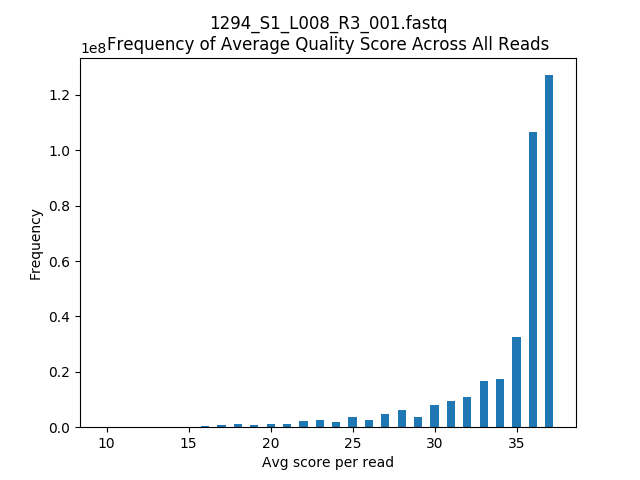 1294_S1_L008_R3_001.fastq
Frequency of Average Quality Score Across All Reads
1e8
1.2
1.0
0.8
0.6
0.4
0.2
0.0
Frequency
10 15 20 25 30 35
Avg score per read